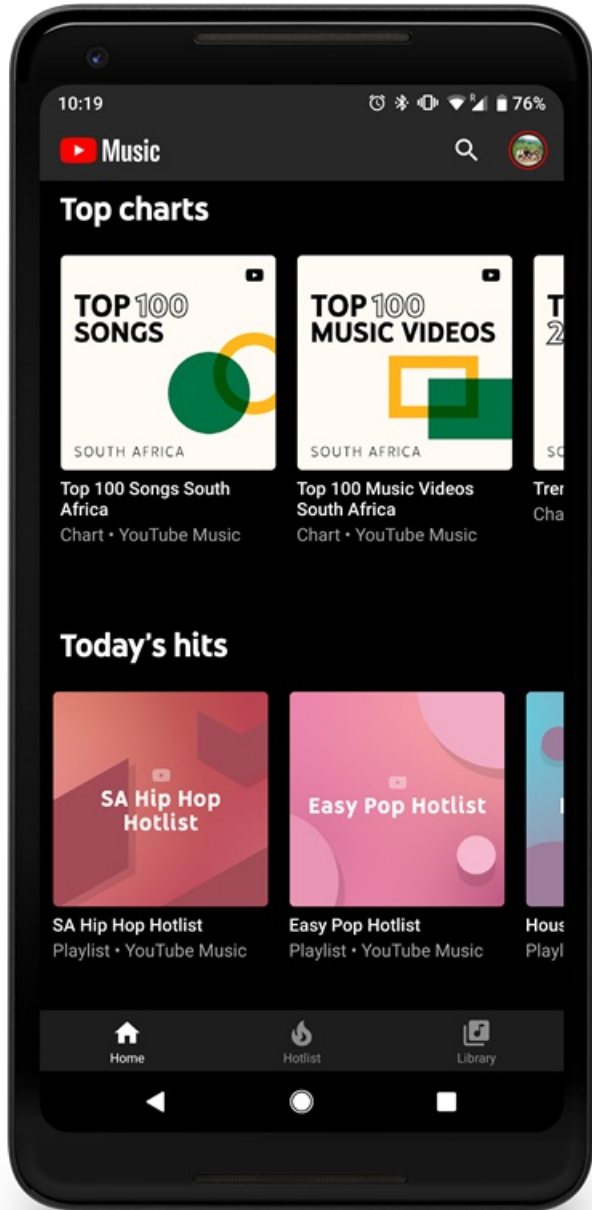 10:19
R
76%
Music
Top charts
TOP 100
SONGS
SOUTH AFRICA
TOP 100
MUSIC VIDEOS
SOUTH AFRICA
Top 100 Songs South
Africa
Chart • YouTube Music
Top 100 Music Videos
South Africa
Chart • YouTube Music
Today's hits
SA Hip Hop
Hotlist
Easy Pop Hotlist
SA Hip Hop Hotlist
Playlist • YouTube Music
Easy Pop Hotlist
Playlist • YouTube Music
Home
Hotlist
Library